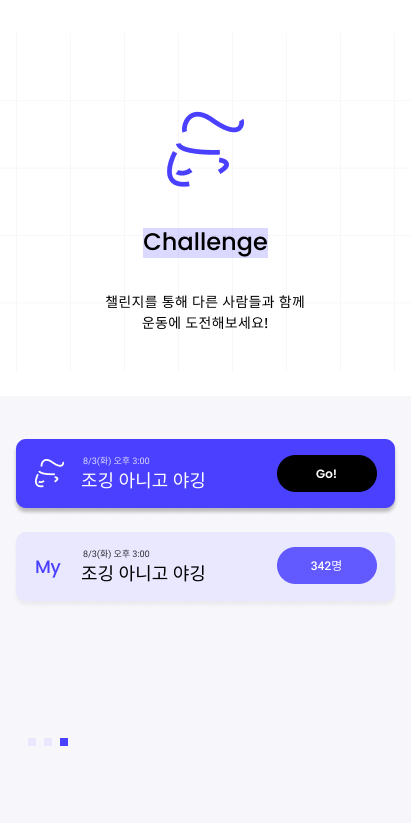 Challenge
챌린지를 통해 다른 사람들과 함께
운동에 도전해보세요!
8/3(화) 오후 3:00
조깅 아니고 야깅
Go!
My
8/3(화) 오후 3:00
조깅 아니고 야깅
342명